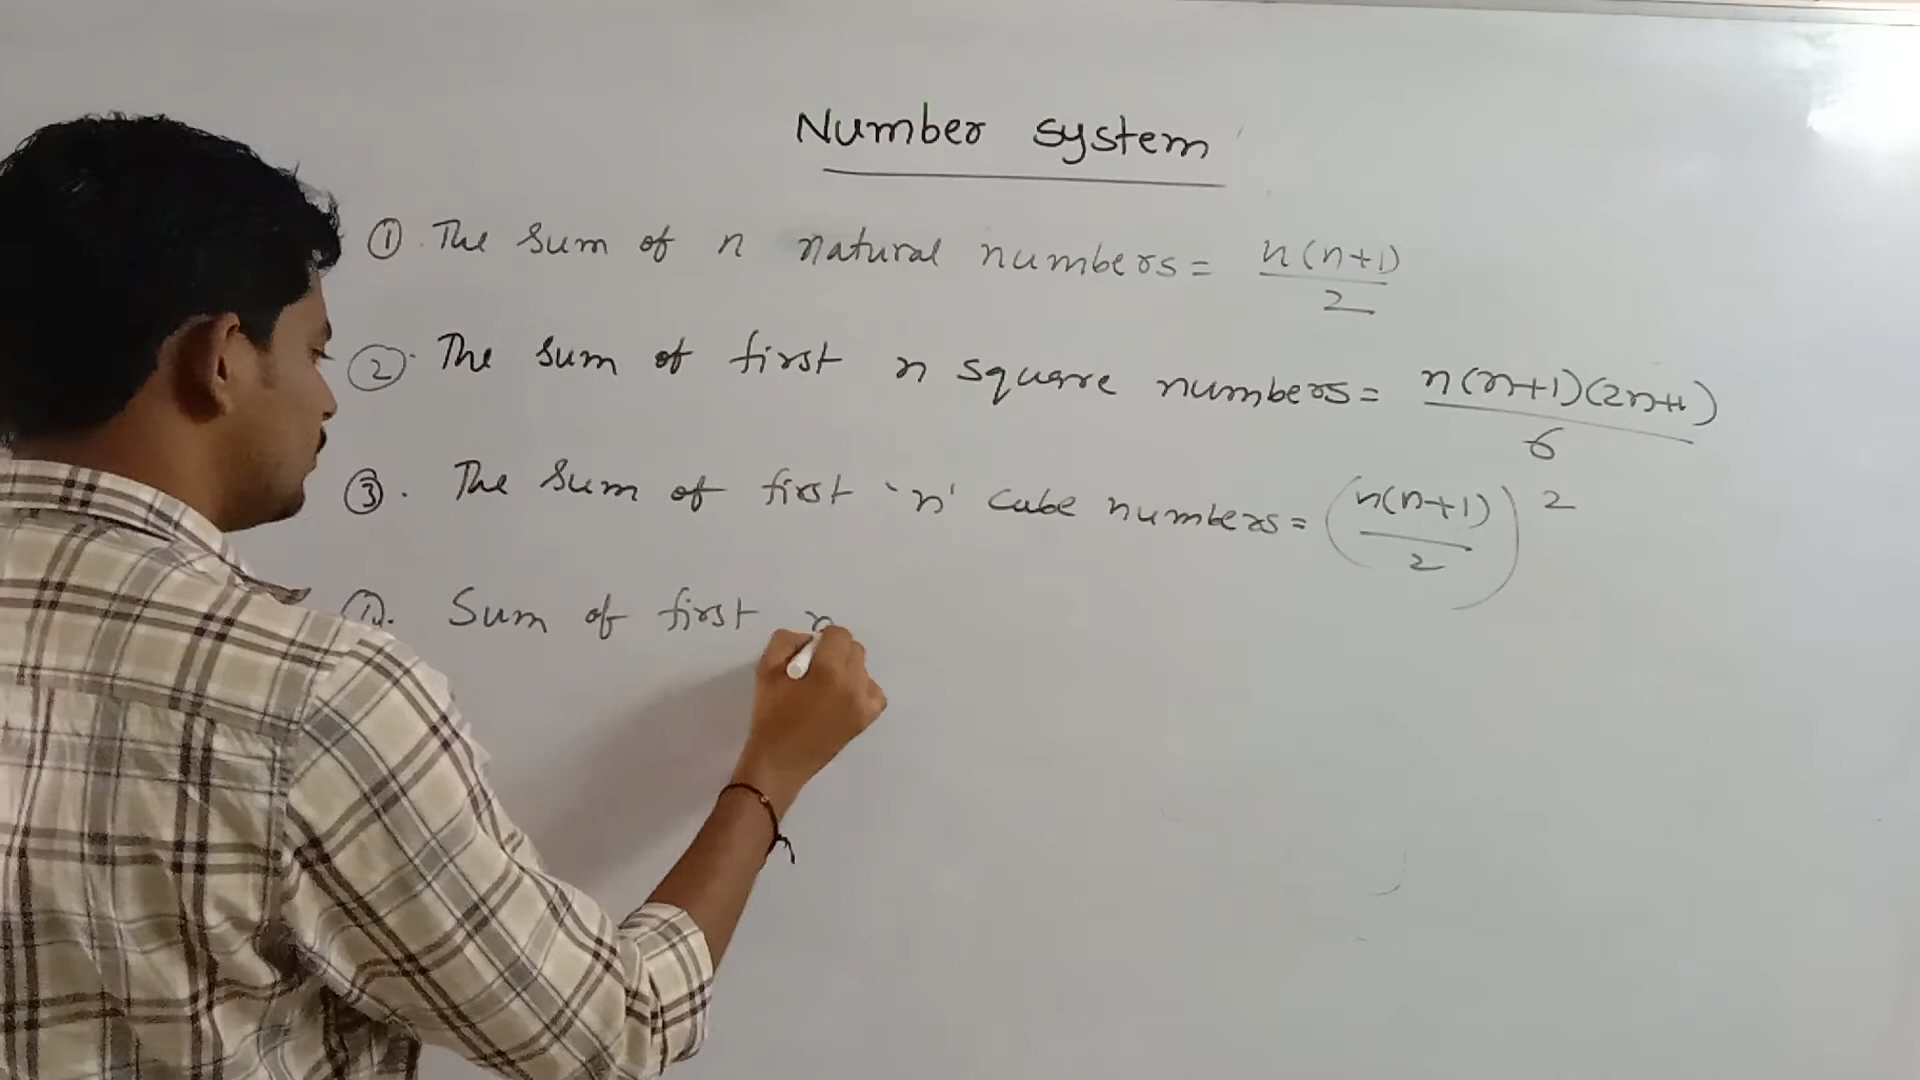 Number system
① The sum of n natural numbers = n(n+1)/2
② The sum of first n square numbers = n(n+1)(2n+1)/6
③. The sum of first 'n' cube numbers = (n(n+1)/2)²
Sum of first n